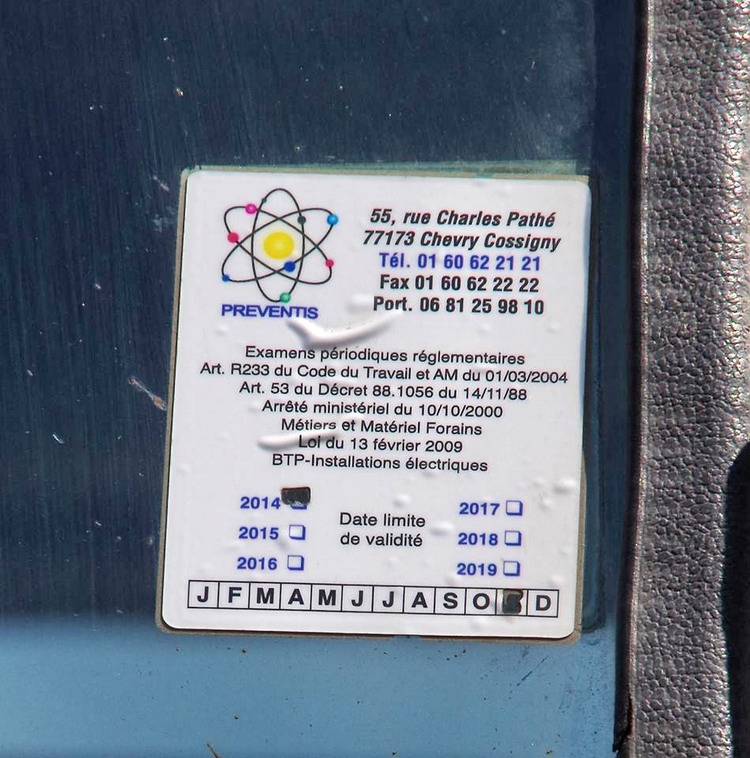 PREVENTIS
55, rue Charles Pathé
77173 Chevry Cossigny
Tél. 01 60 62 21 21
Fax 01 60 62 22 22
Port. 06 81 25 98 10
Examens périodiques réglementaires
Art. R233 du Code du Travail et AM du 01/03/2004
Art. 53 du Décret 88.1056 du 14/11/88
Arrêté ministériel du 10/10/2000
Métiers et Matériel Forains
Loi du 13 février 2009
BTP-Installations électriques
2014
2015
2016
Date limite
de validité
2017
2018
2019
J F M A M J J A S O D